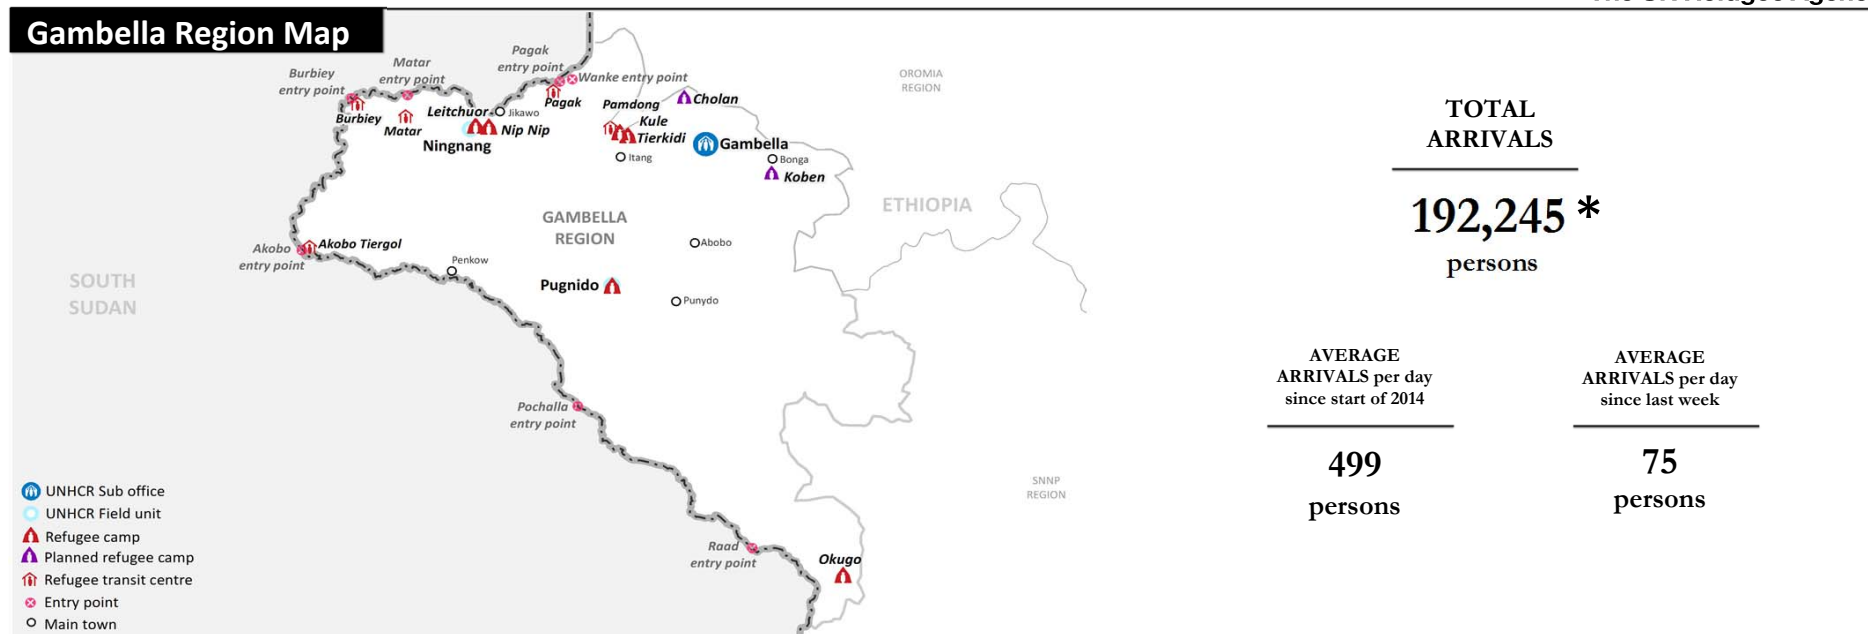 Gambella Region Map
Pagak
entry point
Matar
entry point
Burbiey
entry point
Wanke entry point
OROMIA
REGION
Pagak
Pamdong
Cholan
Leitchuor
Jikawo
Burbiey
Matar
Nip Nip
Kule
Tierkidi
Ningnang
Gambella
Itang
Bonga
Koben
ETHIOPIA
GAMBELLA
REGION
Akobo
entry point
Akobo Tiergol
Abobo
Penkow
SOUTH
SUDAN
Pugnido
Punydo
Pochalla
entry point
SNNP
REGION
Raad
entry point
Okugo
UNHCR Sub office
UNHCR Field unit
Refugee camp
Planned refugee camp
Refugee transit centre
Entry point
Main town
TOTAL
ARRIVALS
192,245 *
persons
AVERAGE
ARRIVALS per day
since start of 2014
499
persons
AVERAGE
ARRIVALS per day
since last week
75
persons